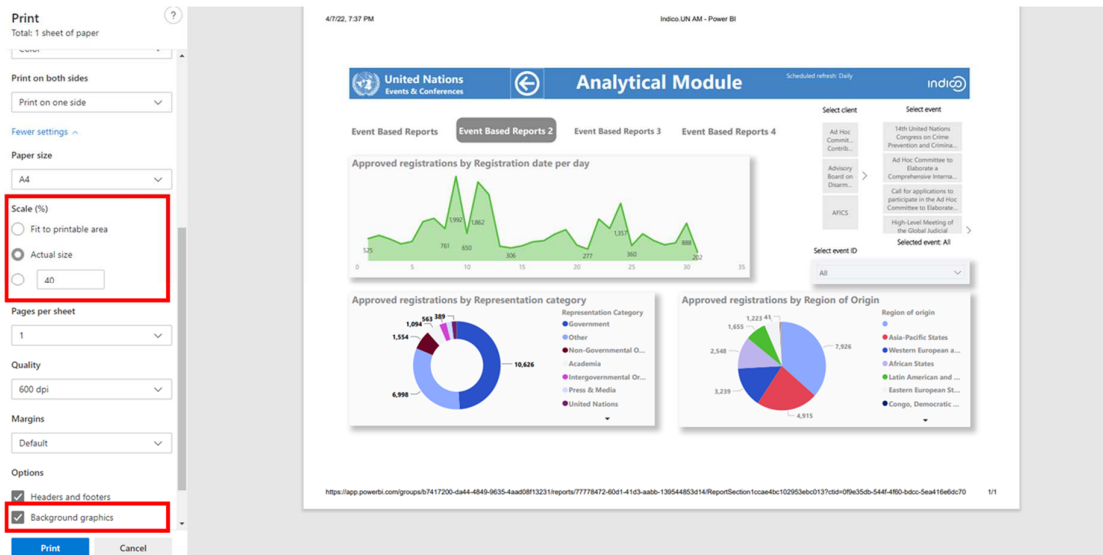 Print
?
Total: 1 sheet of paper
Color
Print on both sides
Print on one side
Fewer settings
Paper size
A4
Scale (%)
Fit to printable area
Actual size
40
Pages per sheet
1
Quality
600 dpi
Margins
Default
Options
Headers and footers
Background graphics
Print
Cancel
4/7/22, 7:37 PM
Indico.UN AM - Power BI
United Nations
Events & Conferences
Analytical Module
Scheduled refresh: Daily
indico
Event Based Reports
Event Based Reports 2
Event Based Reports 3
Event Based Reports 4
Select client
Ad Hoc
Commit...
Contrib...
Advisory
Board on
Disarm...
AFICS
Select event
14th United Nations
Congress on Crime
Prevention and Crimina...
Ad Hoc Committee to
Elaborate a
Comprehensive Interna...
Call for applications to
participate in the Ad Hoc
Committee to Elaborate...
High-Level Meeting of
the Global Judicial
Selected event: All
Select event ID
All
Approved registrations by Registration date per day
525
761
1,992
650
1,862
306
277
1,357
360
888
202
0
5
10
15
20
25
30
35
Approved registrations by Representation category
1,094
563
389
1,554
10,626
6,998
Representation Category
Government
Other
Non-Governmental O...
Academia
Intergovernmental Or...
Press & Media
United Nations
Approved registrations by Region of Origin
1,223
41
1,655
2,548
7,926
3,239
4,915
Region of origin
Asia-Pacific States
Western European a...
African States
Latin American and ...
Eastern European St...
Congo, Democratic ...
https://app.powerbi.com/groups/b7417200-da44-4849-9635-4aad08f13231/reports/77778472-60d1-41d3-aabb-139544853d14/ReportSection1ccae4bc102953ebc013?ctid=0f9e35db-544f-4f60-bdcc-5ea416e6dc70
1/1